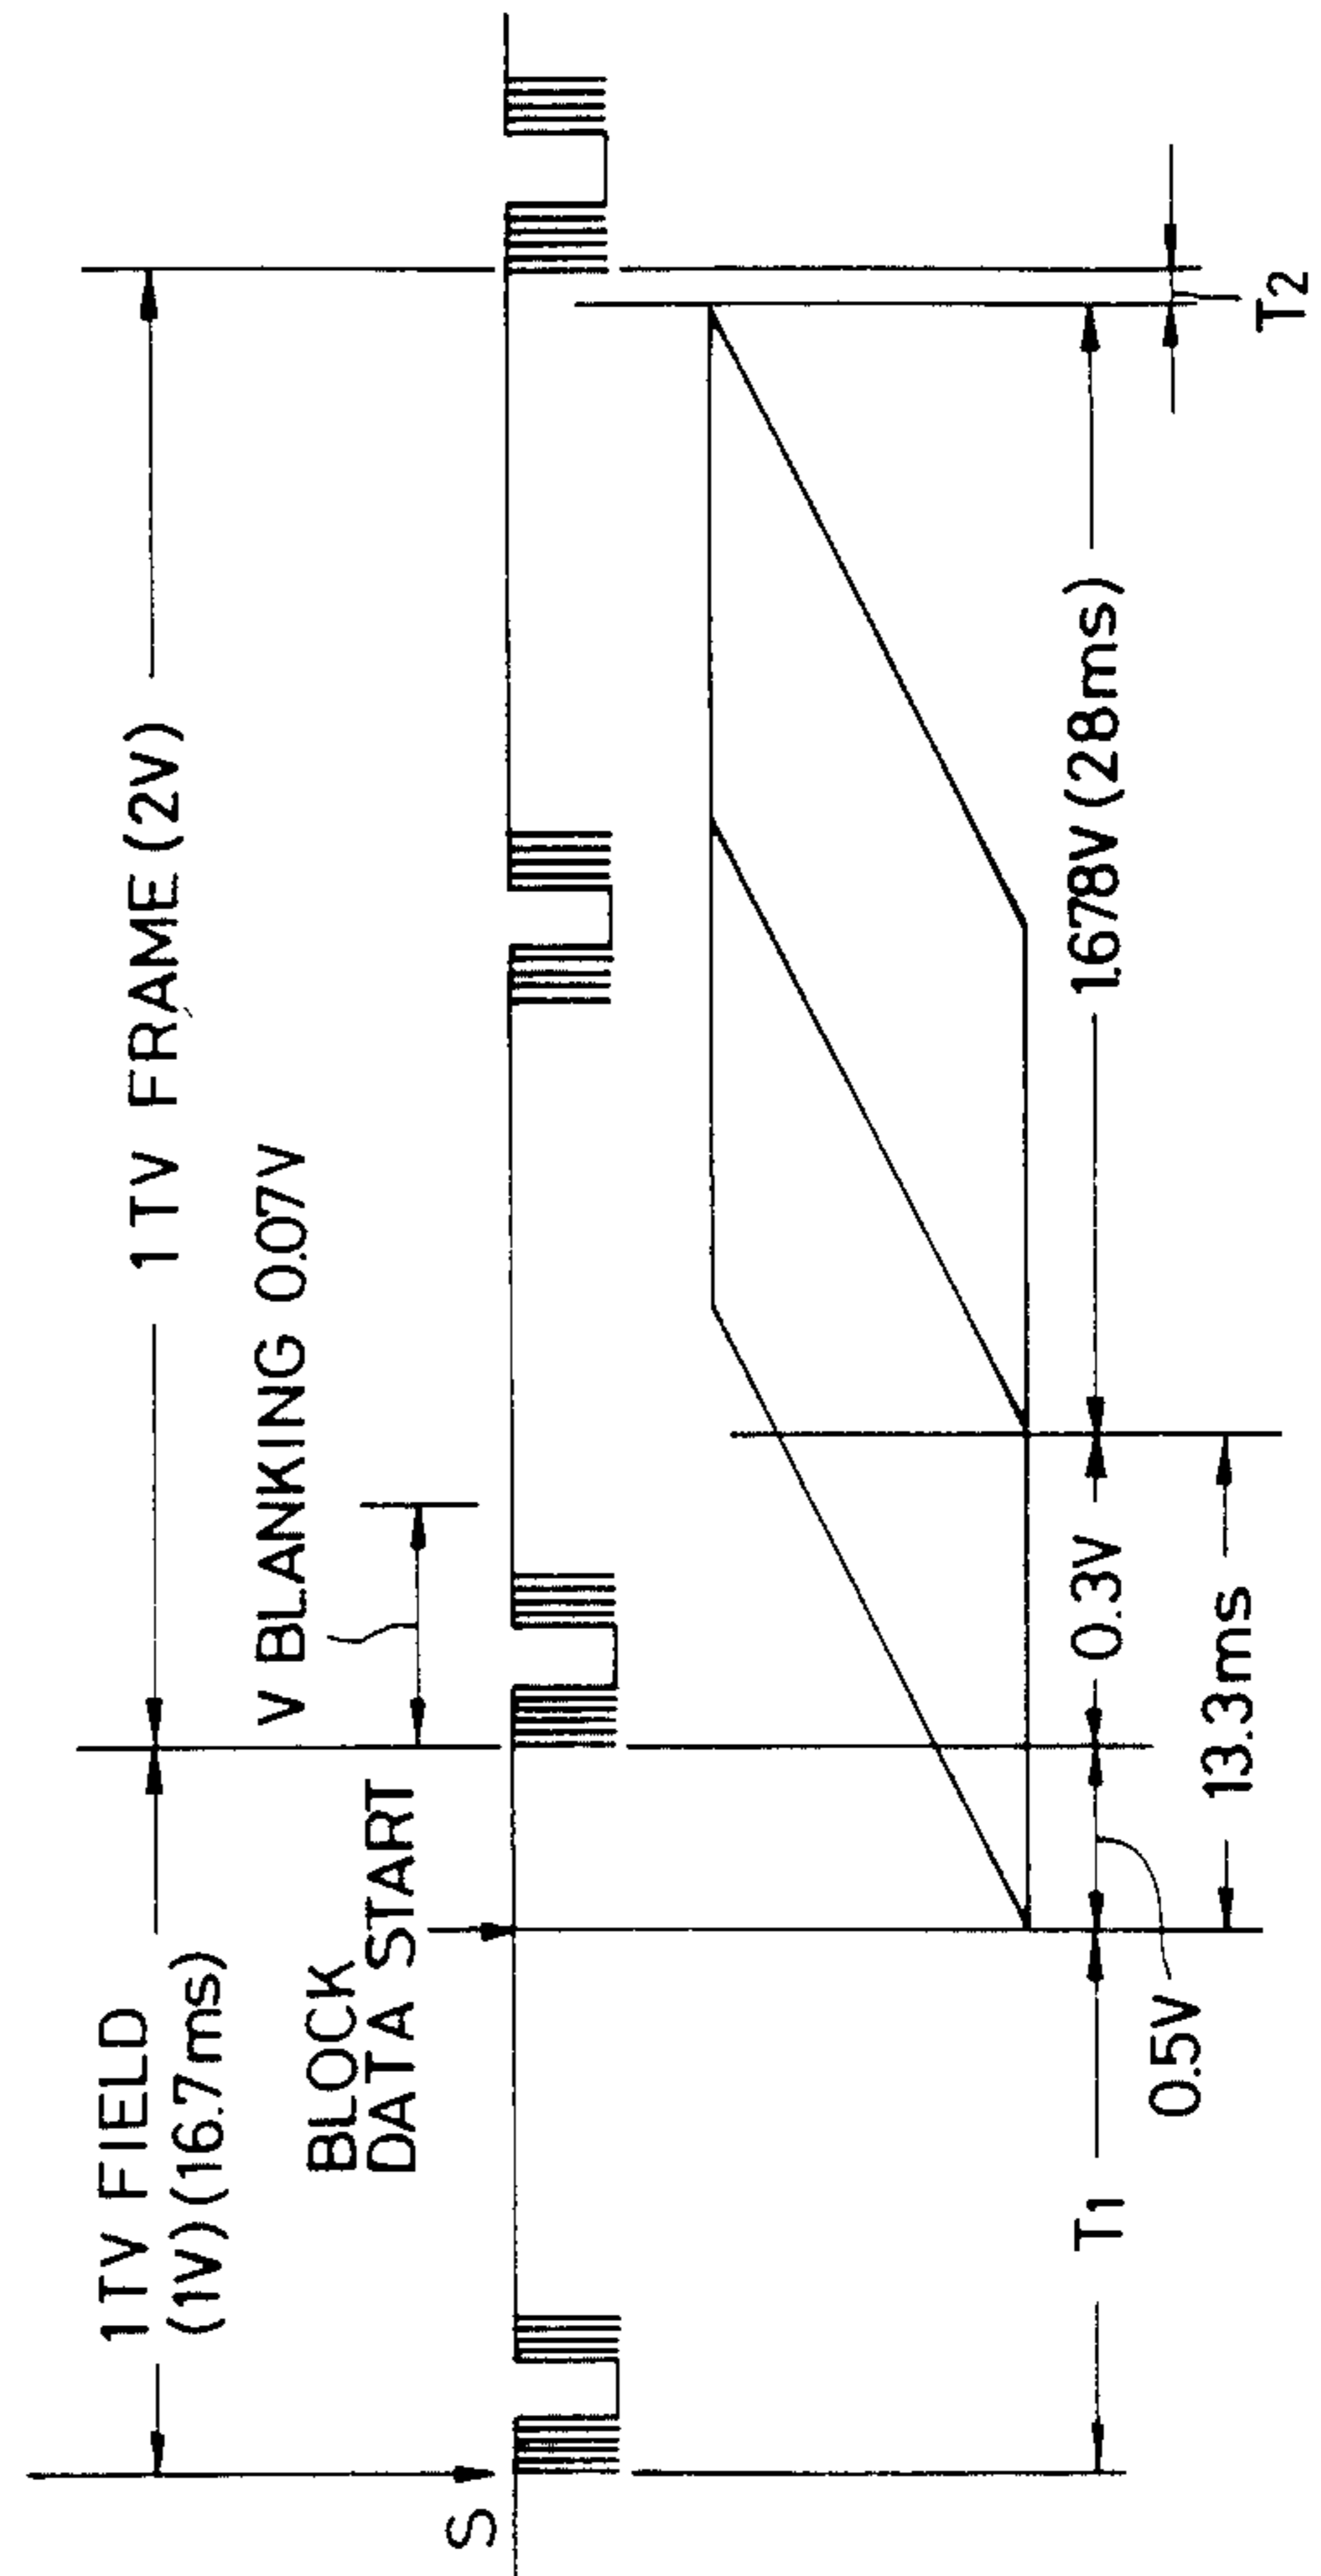 1 TV FIELD
(1V)(16.7ms)
1 TV FRAME (2V)
V BLANKING 0.07V
BLOCK
DATA START
S
T1
0.5V
0.3V
13.3ms
1.678V (28ms)
T2